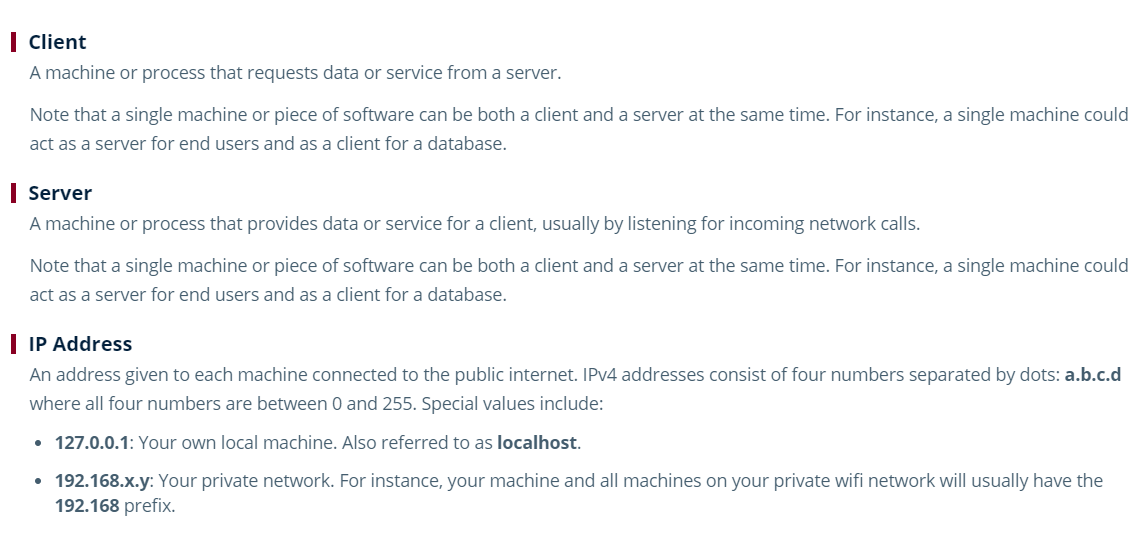 Client
A machine or process that requests data or service from a server.
Note that a single machine or piece of software can be both a client and a server at the same time. For instance, a single machine could
act as a server for end users and as a client for a database.
Server
A machine or process that provides data or service for a client, usually by listening for incoming network calls.
Note that a single machine or piece of software can be both a client and a server at the same time. For instance, a single machine could
act as a server for end users and as a client for a database.
IP Address
An address given to each machine connected to the public internet. IPv4 addresses consist of four numbers separated by dots: a.b.c.d
where all four numbers are between 0 and 255. Special values include:
• 127.0.0.1: Your own local machine. Also referred to as localhost.
• 192.168.x.y: Your private network. For instance, your machine and all machines on your private wifi network will usually have the
192.168 prefix.